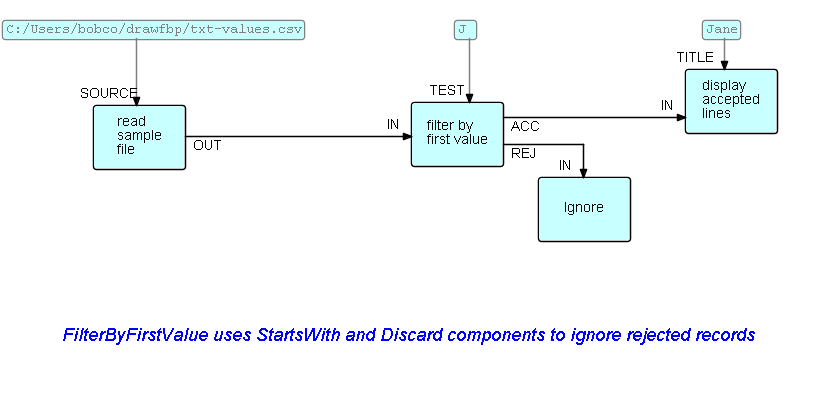 C:/Users/bobco/drawfbp/txt-values.csv
J
Jane
SOURCE
TEST
TITLE
read
sample
file
OUT
IN
filter by
first value
ACC
REJ
IN
display
accepted
lines
IN
Ignore
FilterByFirstValue uses StartsWith and Discard components to ignore rejected records